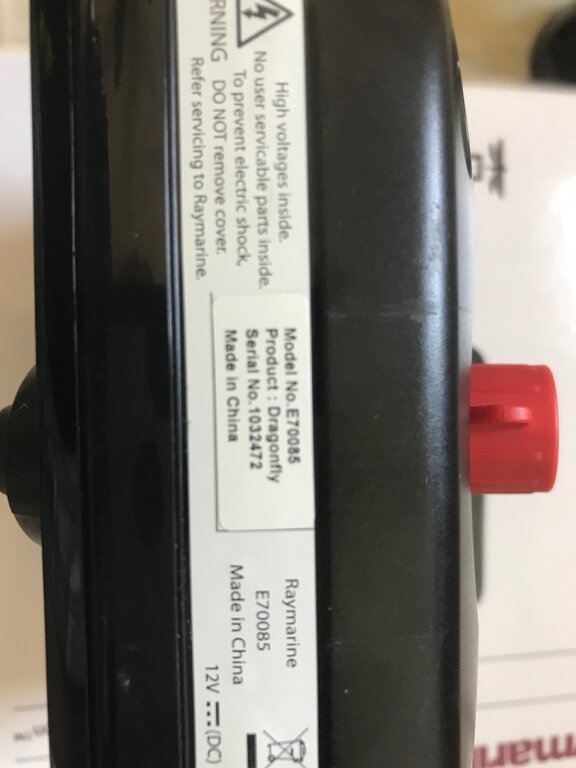 High voltages inside.
No user servicable parts inside.
To prevent electric shock,
DO NOT remove cover.
Refer servicing to Raymarine.
Model No.E70085
Product : Dragonfly
Serial No.1032472
Made in China
Raymarine
E70085
Made in China
12V
(DC)